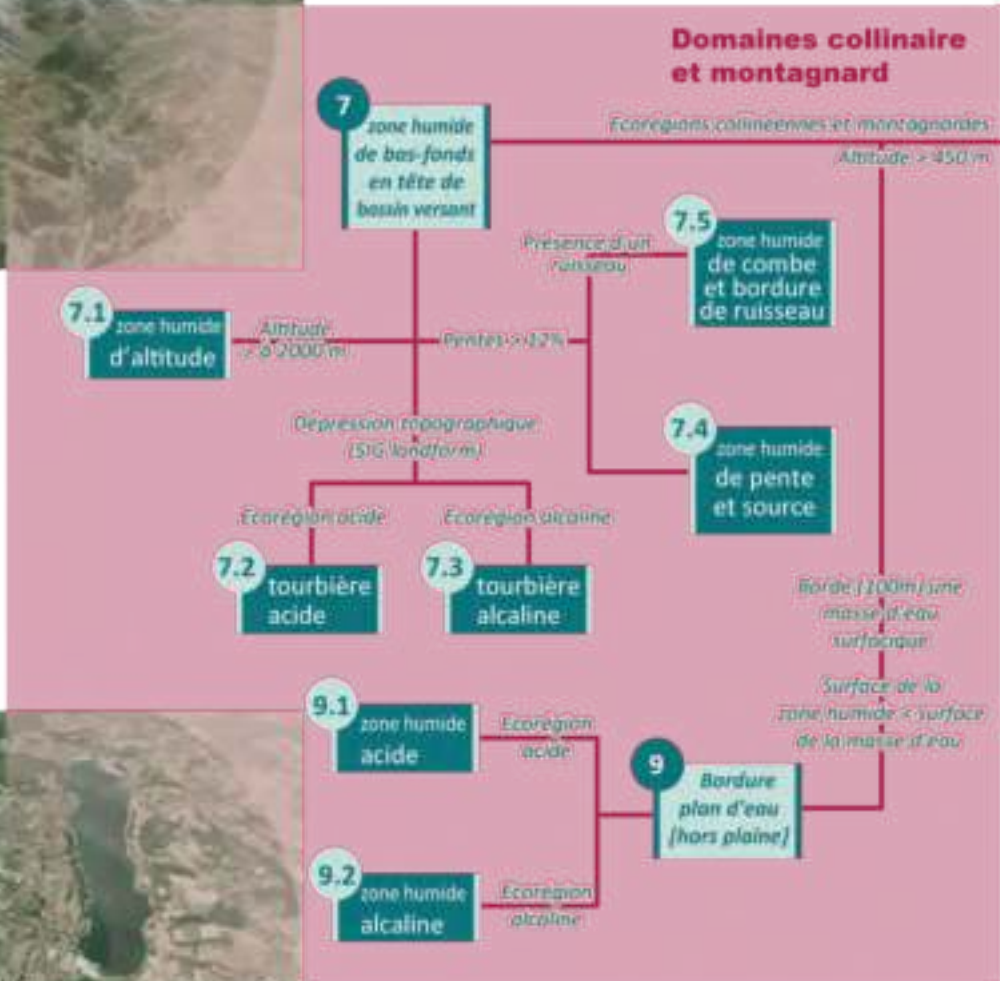 Domaines collinaire
et montagnard
7
zone humide
de bas-fonds
en tête de
bassin versant
Ecorégions collinéennes et montagnardes
Altitude > 450 m
7.5
zone humide
de combe
et bordure
de ruisseau
Présence d'un
ruisseau
7.1
zone humide
d'altitude
Altitude
> à 2000 m
Pentes > 12%
Dépression topographique
(SIG landform)
7.4
zone humide
de pente
et source
Ecorégion acide
Ecorégion alcaline
7.2
tourbière
acide
7.3
tourbière
alcaline
Borde (100m) une
masse d'eau
surfacique
Surface de la
zone humide < surface
de la masse d'eau
9.1
zone humide
acide
Ecorégion
acide
9
Bordure
plan d'eau
(hors plaine)
9.2
zone humide
alcaline
Ecorégion
alcaline